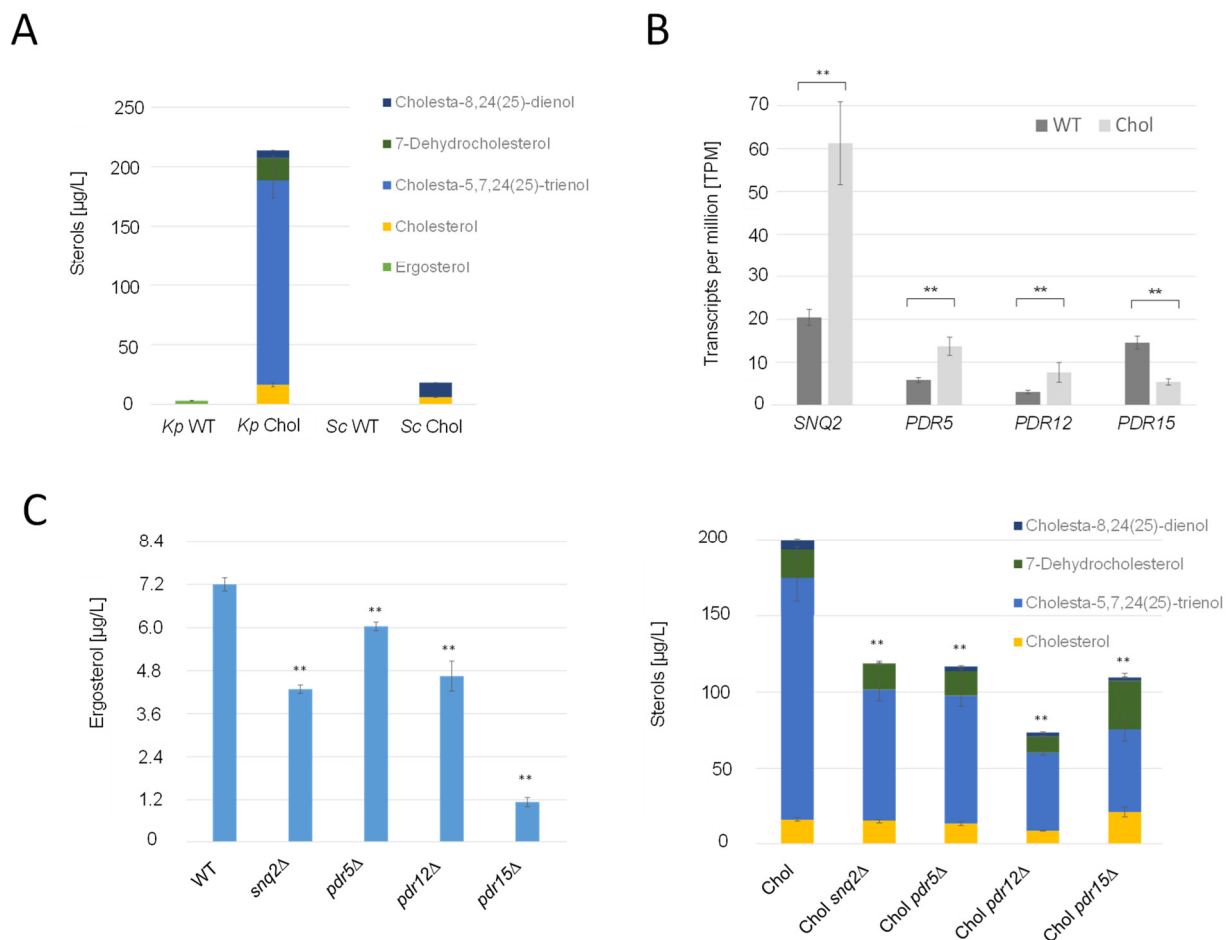 A
Sterols [µg/L]
250
200
150
100
50
0
Kp WT
Kp Chol
Sc WT
Sc Chol
Cholesta-8,24(25)-dienol
7-Dehydrocholesterol
Cholesta-5,7,24(25)-trienol
Cholesterol
Ergosterol
B
Transcripts per million [TPM]
70
60
50
40
30
20
10
0
**
WT
Chol
**
**
**
SNQ2
PDR5
PDR12
PDR15
C
Ergosterol [µg/L]
8.4
7.2
6.0
4.8
3.6
2.4
1.2
0
**
**
**
**
WT
snq2Δ
pdr5Δ
pdr12Δ
pdr15Δ
Sterols [µg/L]
200
150
100
50
0
Cholesta-8,24(25)-dienol
7-Dehydrocholesterol
Cholesta-5,7,24(25)-trienol
Cholesterol
**
**
**
**
Chol
Chol snq2Δ
Chol pdr5Δ
Chol pdr12Δ
Chol pdr15Δ